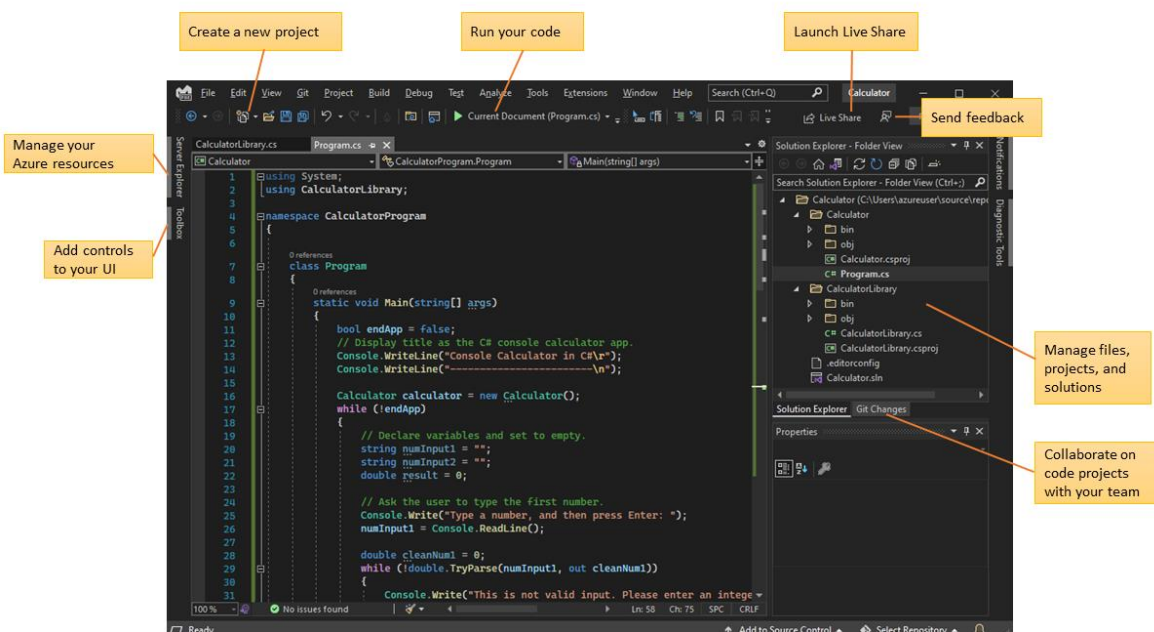 Create a new project
Run your code
Launch Live Share
File Edit View Git Project Build Debug Test Analyze Tools Extensions Window Help Search (Ctrl+Q) Calculator
Current Document (Program.cs)
Live Share
Send feedback
Manage your
Azure resources
Add controls
to your UI
Server Explorer
Toolbox
CalculatorLibrary.cs Program.cs
Calculator CalculatorProgram.Program Main(string[] args)
1 using System;
2 using CalculatorLibrary;
3
4 namespace CalculatorProgram
5 {
6
0 references
7 class Program
8 {
0 references
9 static void Main(string[] args)
10 {
11 bool endApp = false;
12 // Display title as the C# console calculator app.
13 Console.WriteLine("Console Calculator in C#\r");
14 Console.WriteLine("------------------------\n");
15
16 Calculator calculator = new Calculator();
17 while (!endApp)
18 {
19 // Declare variables and set to empty.
20 string numInput1 = "";
21 string numInput2 = "";
22 double result = 0;
23
24 // Ask the user to type the first number.
25 Console.Write("Type a number, and then press Enter: ");
26 numInput1 = Console.ReadLine();
27
28 double cleanNum1 = 0;
29 while (!double.TryParse(numInput1, out cleanNum1))
30 {
31 Console.Write("This is not valid input. Please enter an intege
100 % No issues found Ln: 58 Ch: 75 SPC CRLF
Solution Explorer - Folder View
Search Solution Explorer - Folder View (Ctrl+;)
Calculator (C:\Users\azureuser\source\repo
Calculator
bin
obj
Calculator.csproj
C# Program.cs
CalculatorLibrary
bin
obj
C# CalculatorLibrary.cs
CalculatorLibrary.csproj
.editorconfig
Calculator.sln
Solution Explorer Git Changes
Properties
Notifications
Diagnostic Tools
Manage files,
projects, and
solutions
Collaborate on
code projects
with your team
Ready Add to Source Control Select Repository